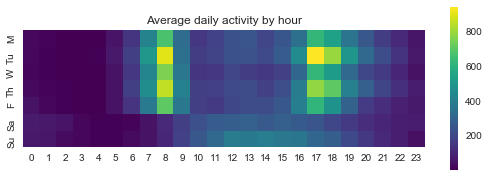 Average daily activity by hour
M
Tu
W
Th
F
Sa
Su
0 1 2 3 4 5 6 7 8 9 10 11 12 13 14 15 16 17 18 19 20 21 22 23
800
600
400
200